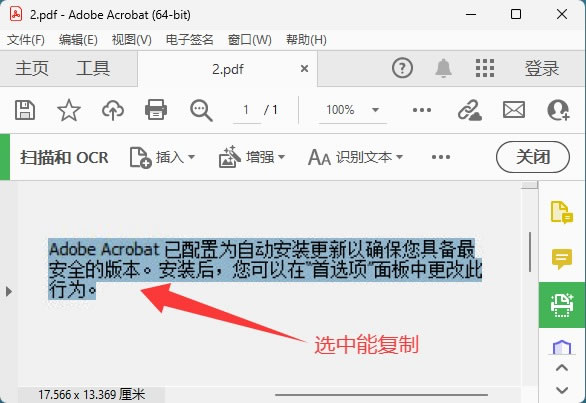 2.pdf - Adobe Acrobat (64-bit)
文件(F) 编辑(E) 视图(V) 电子签名 窗口(W) 帮助(H)
主页 工具 2.pdf × 登录
1 / 1 100%
扫描和 OCR 插入 增强 识别文本 关闭
Adobe Acrobat 已配置为自动安装更新以确保您具备最
安全的版本。安装后，您可以在“首选项”面板中更改此
行为。
选中能复制
17.566 x 13.369 厘米